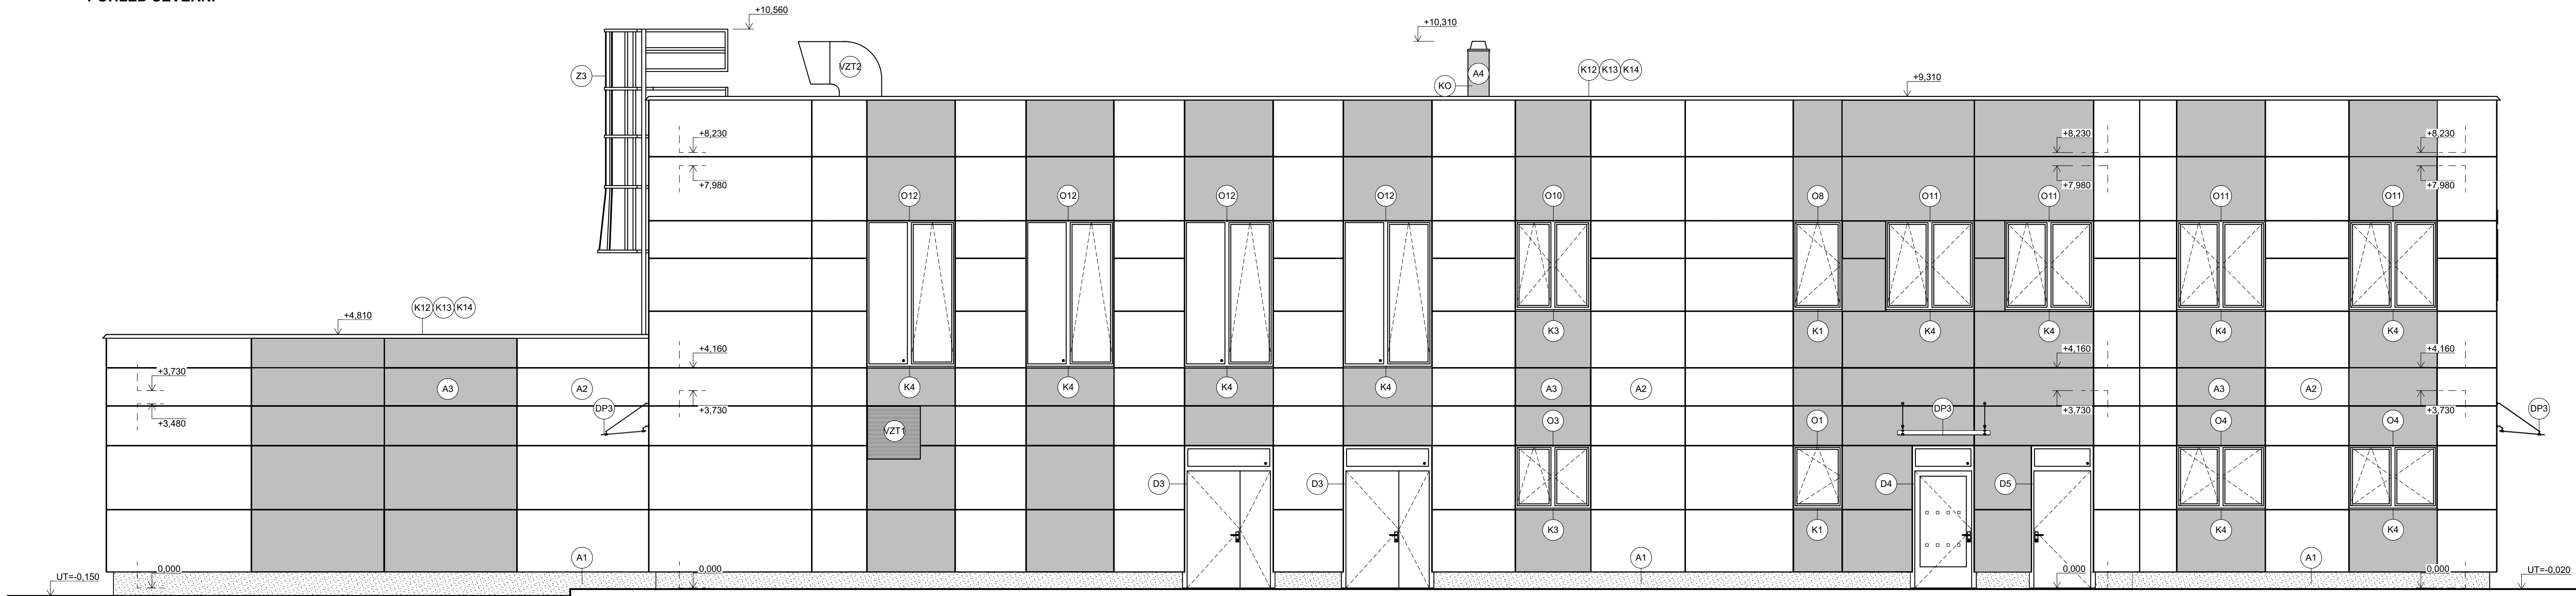 +10,560
+10,310
Z3
VZT2
KO
A4
K12 K13 K14
+9,310
+8,230
+8,230
+8,230
+7,980
+7,980
+7,980
O12
O12
O12
O12
O10
O8
O11
O11
O11
O11
K12 K13 K14
+4,810
K3
K1
K4
K4
K4
K4
+4,160
+4,160
+4,160
+3,730
A3
A2
K4
K4
K4
K4
A3
A2
A3
A2
DP3
+3,730
DP3
+3,730
+3,730
DP3
+3,480
VZT1
O3
O1
O4
O4
D3
D3
D4
D5
K3
K1
K4
K4
A1
A1
A1
UT=-0,150
0,000
0,000
0,000
0,000
UT=-0,020